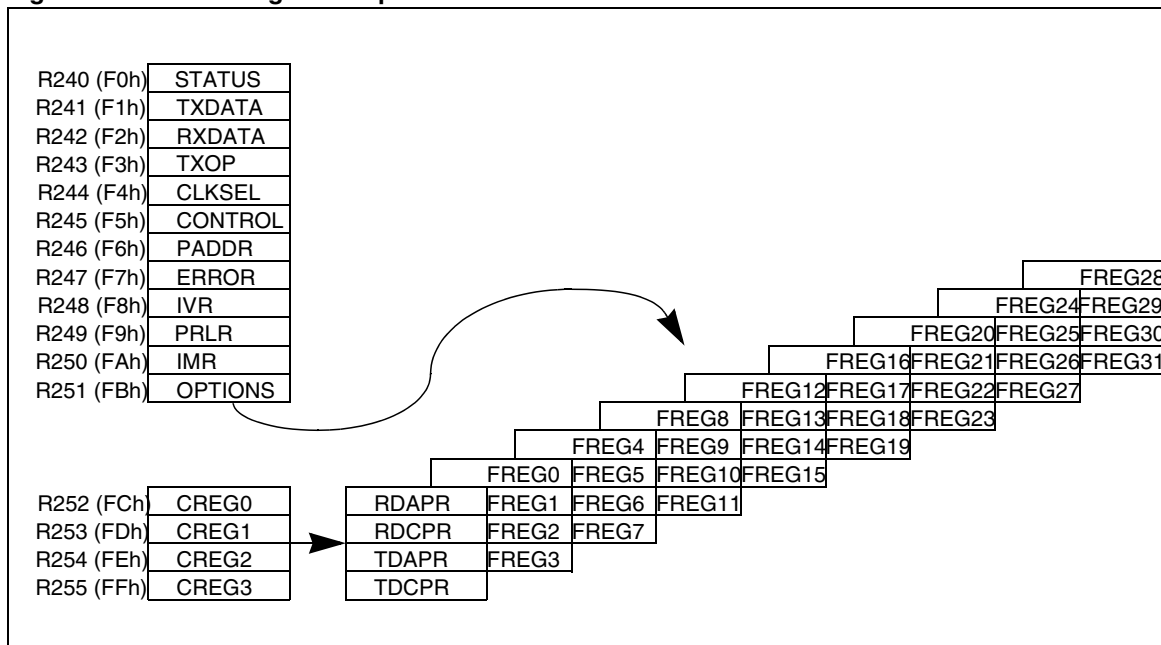 R240 (F0h) STATUS
R241 (F1h) TXDATA
R242 (F2h) RXDATA
R243 (F3h) TXOP
R244 (F4h) CLKSEL
R245 (F5h) CONTROL
R246 (F6h) PADDR
R247 (F7h) ERROR FREG28
R248 (F8h) IVR FREG24 FREG29
R249 (F9h) PRLR FREG20 FREG25 FREG30
R250 (FAh) IMR FREG16 FREG21 FREG26 FREG31
R251 (FBh) OPTIONS FREG12 FREG17 FREG22 FREG27
FREG8 FREG13 FREG18 FREG23
FREG4 FREG9 FREG14 FREG19
FREG0 FREG5 FREG10 FREG15
R252 (FCh) CREG0 RDAPR FREG1 FREG6 FREG11
R253 (FDh) CREG1 RDCPR FREG2 FREG7
R254 (FEh) CREG2 TDAPR FREG3
R255 (FFh) CREG3 TDCPR